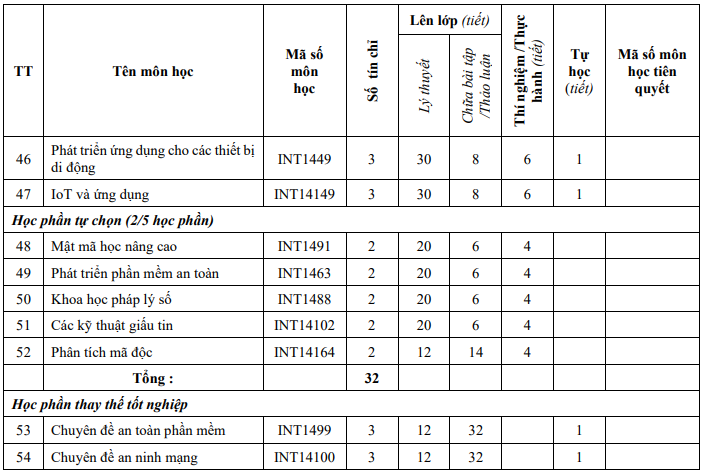 TT Tên môn học Mã số môn học Số tín chỉ Lên lớp (tiết) Lý thuyết Chữa bài tập /Thảo luận Thí nghiệm /Thực hành (tiết) Tự học (tiết) Mã số môn học tiên quyết
46 Phát triển ứng dụng cho các thiết bị di động INT1449 3 30 8 6 1
47 IoT và ứng dụng INT14149 3 30 8 6 1
Học phần tự chọn (2/5 học phần)
48 Mật mã học nâng cao INT1491 2 20 6 4
49 Phát triển phần mềm an toàn INT1463 2 20 6 4
50 Khoa học pháp lý số INT1488 2 20 6 4
51 Các kỹ thuật giấu tin INT14102 2 20 6 4
52 Phân tích mã độc INT14164 2 12 14 4
Tổng : 32
Học phần thay thế tốt nghiệp
53 Chuyên đề an toàn phần mềm INT1499 3 12 32 1
54 Chuyên đề an ninh mạng INT14100 3 12 32 1